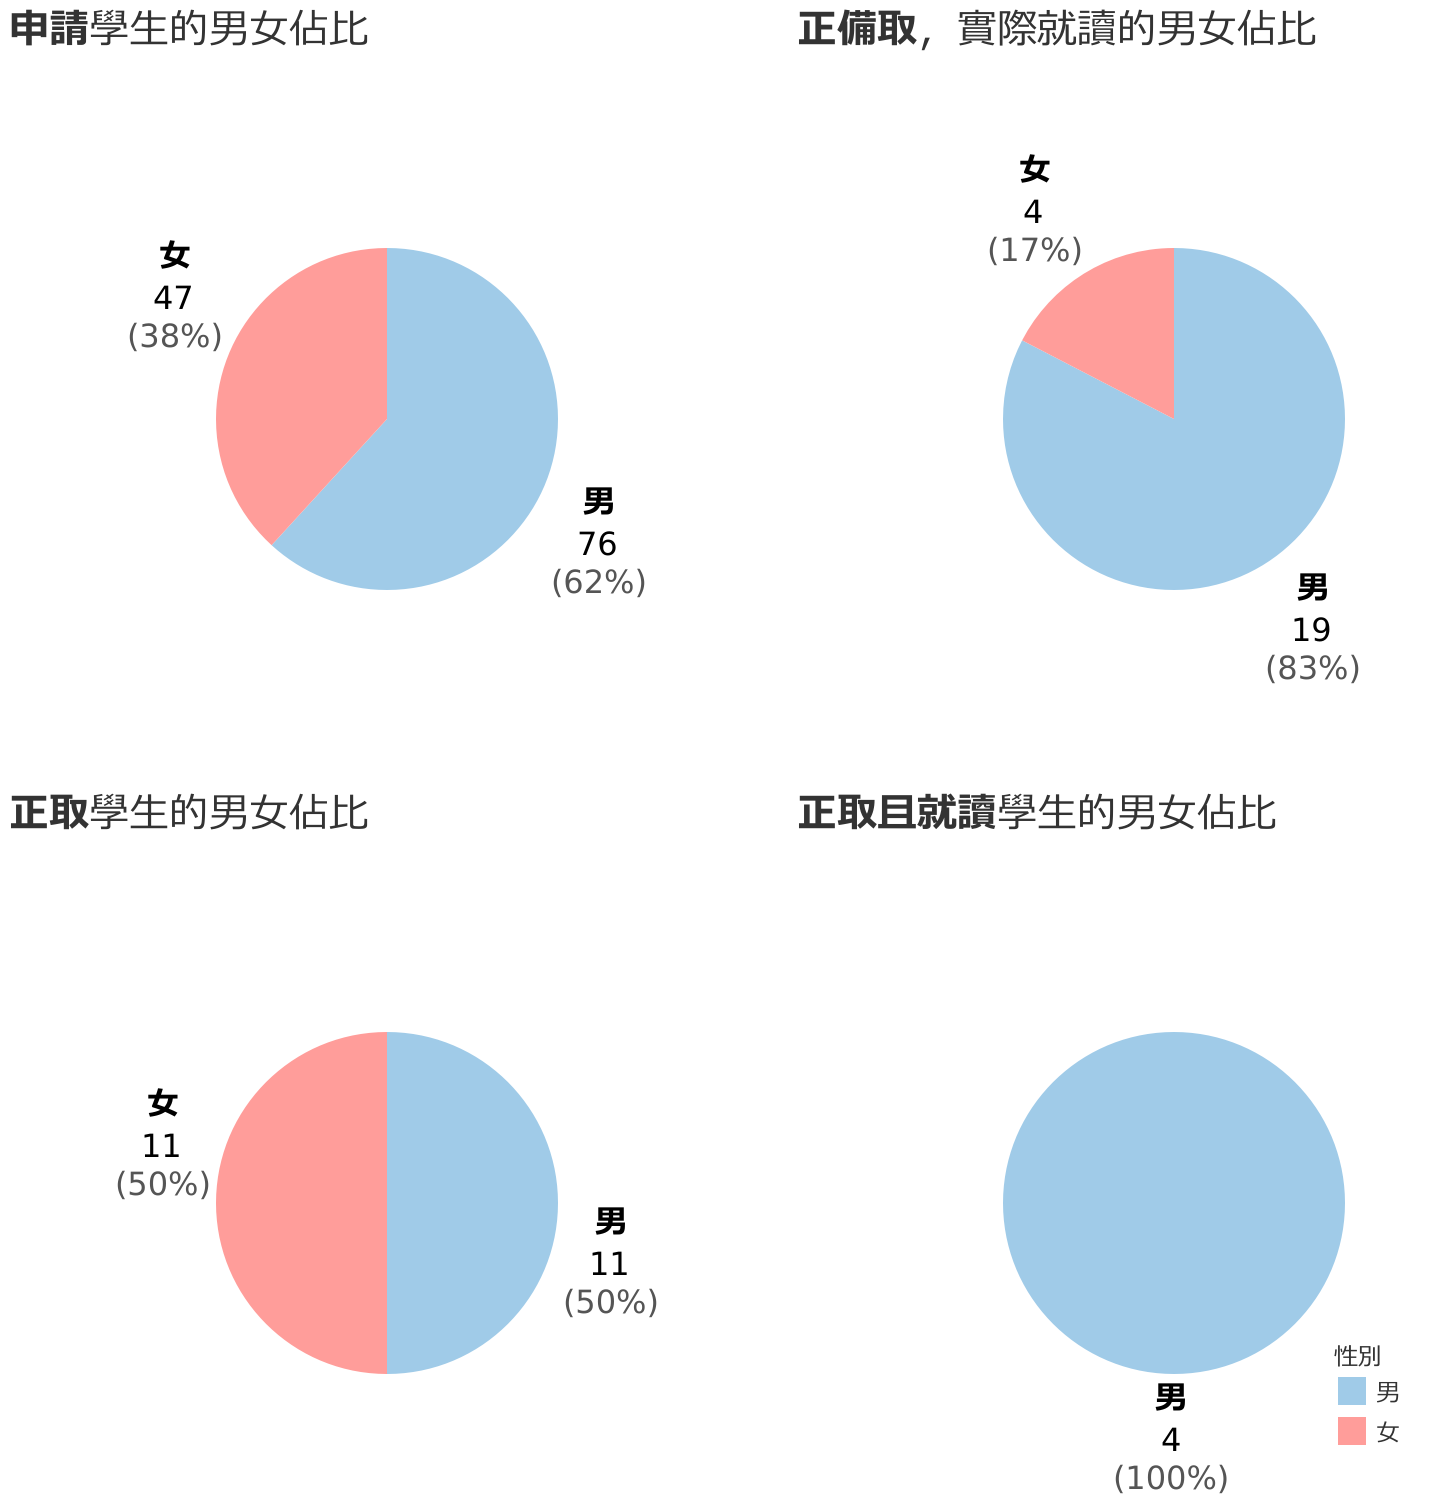 申請學生的男女佔比
女
47
(38%)
男
76
(62%)
正備取，實際就讀的男女佔比
女
4
(17%)
男
19
(83%)
正取學生的男女佔比
女
11
(50%)
男
11
(50%)
正取且就讀學生的男女佔比
男
4
(100%)
性別
男
女